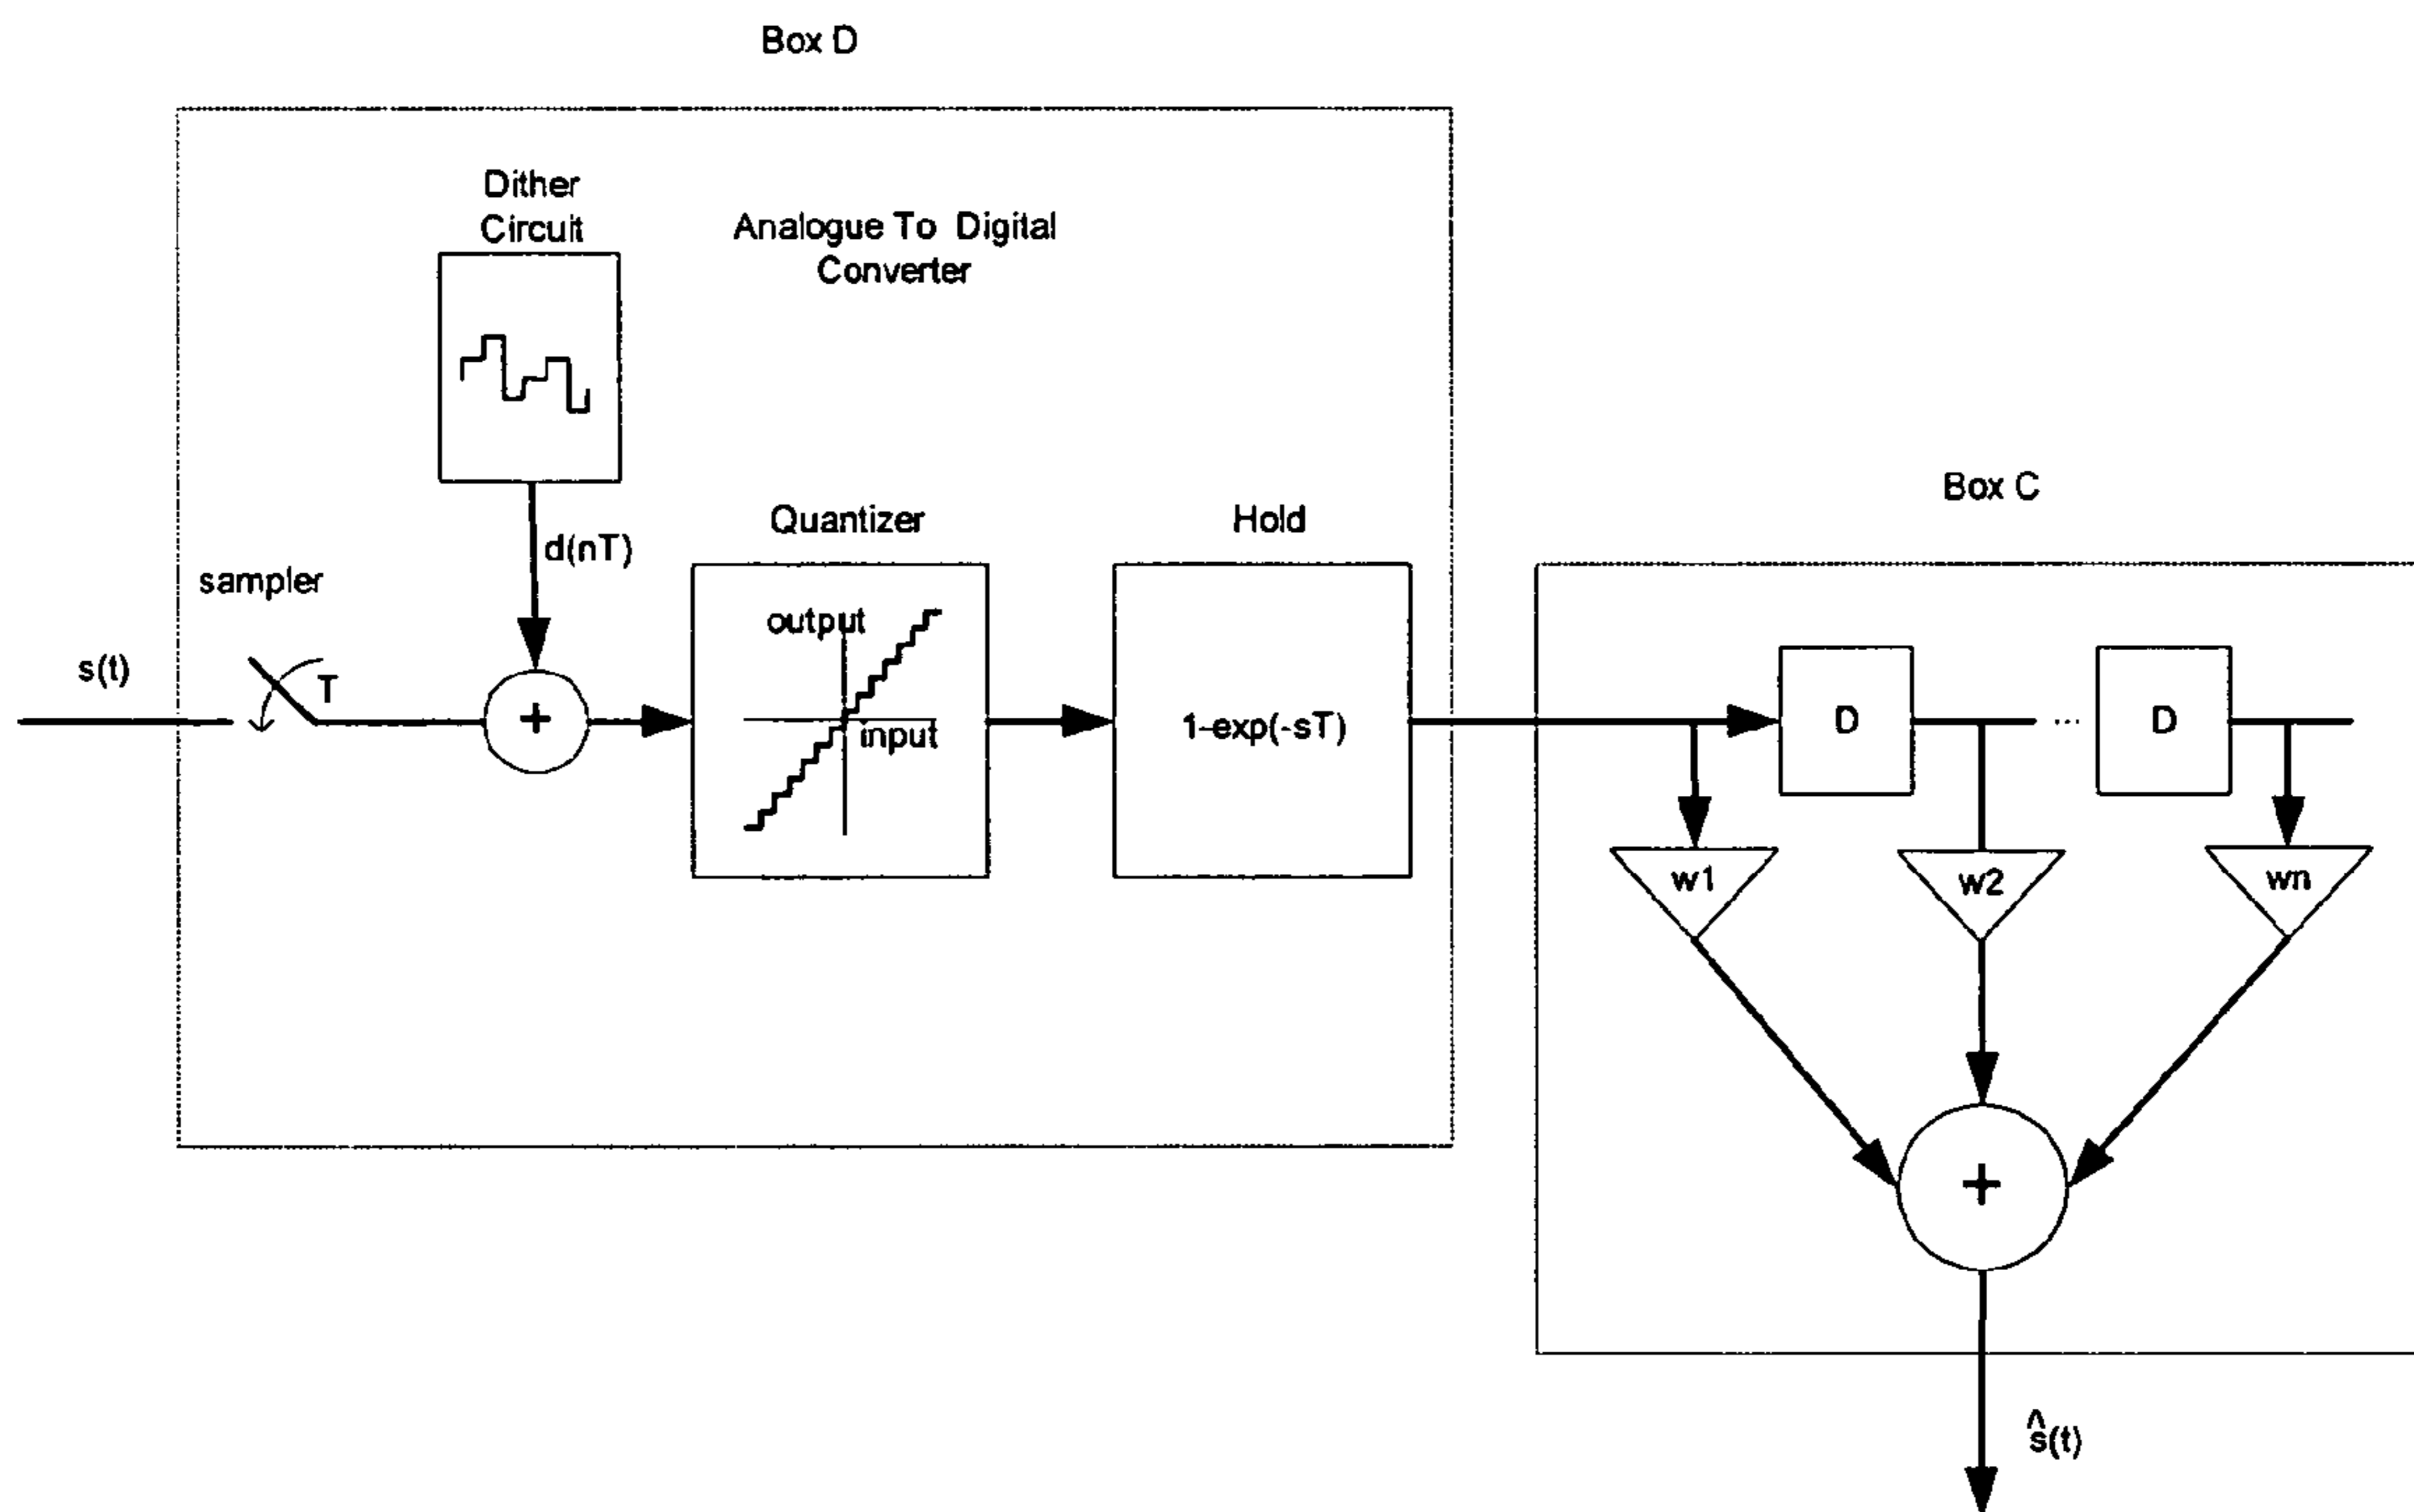 Box D
Dither
Circuit
Analogue To Digital
Converter
d(nT)
Quantizer
Hold
Box C
sampler
s(t)
T
+
output
input
1-exp(-sT)
D
...
D
w1
w2
wn
+
ŝ(t)